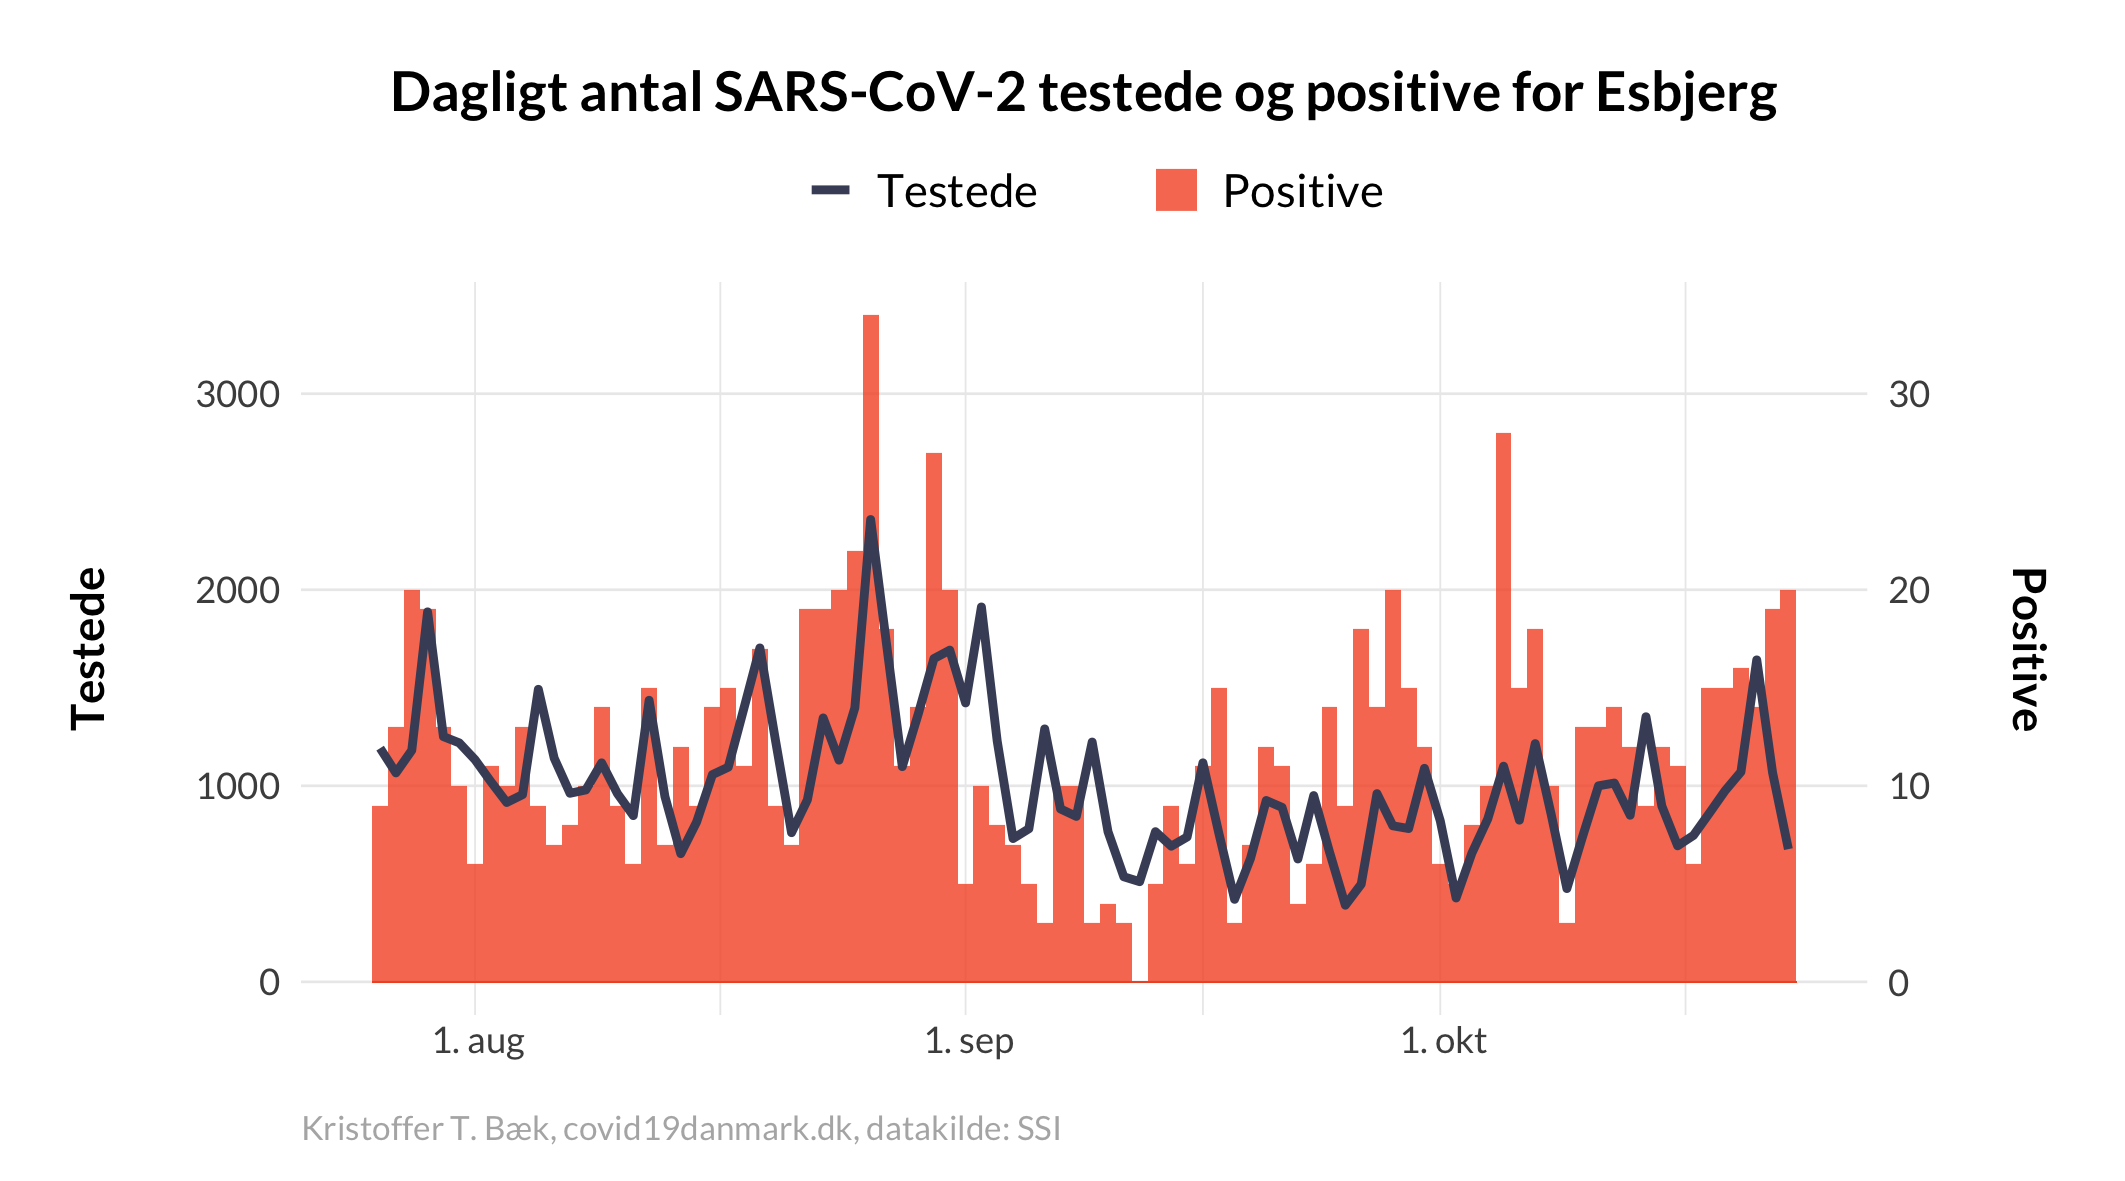 Dagligt antal SARS-CoV-2 testede og positive for Esbjerg
Testede Positive
3000 30
2000 20
1000 10
0 0
Testede
Positive
1. aug 1. sep 1. okt
Kristoffer T. Bæk, covid19danmark.dk, datakilde: SSI